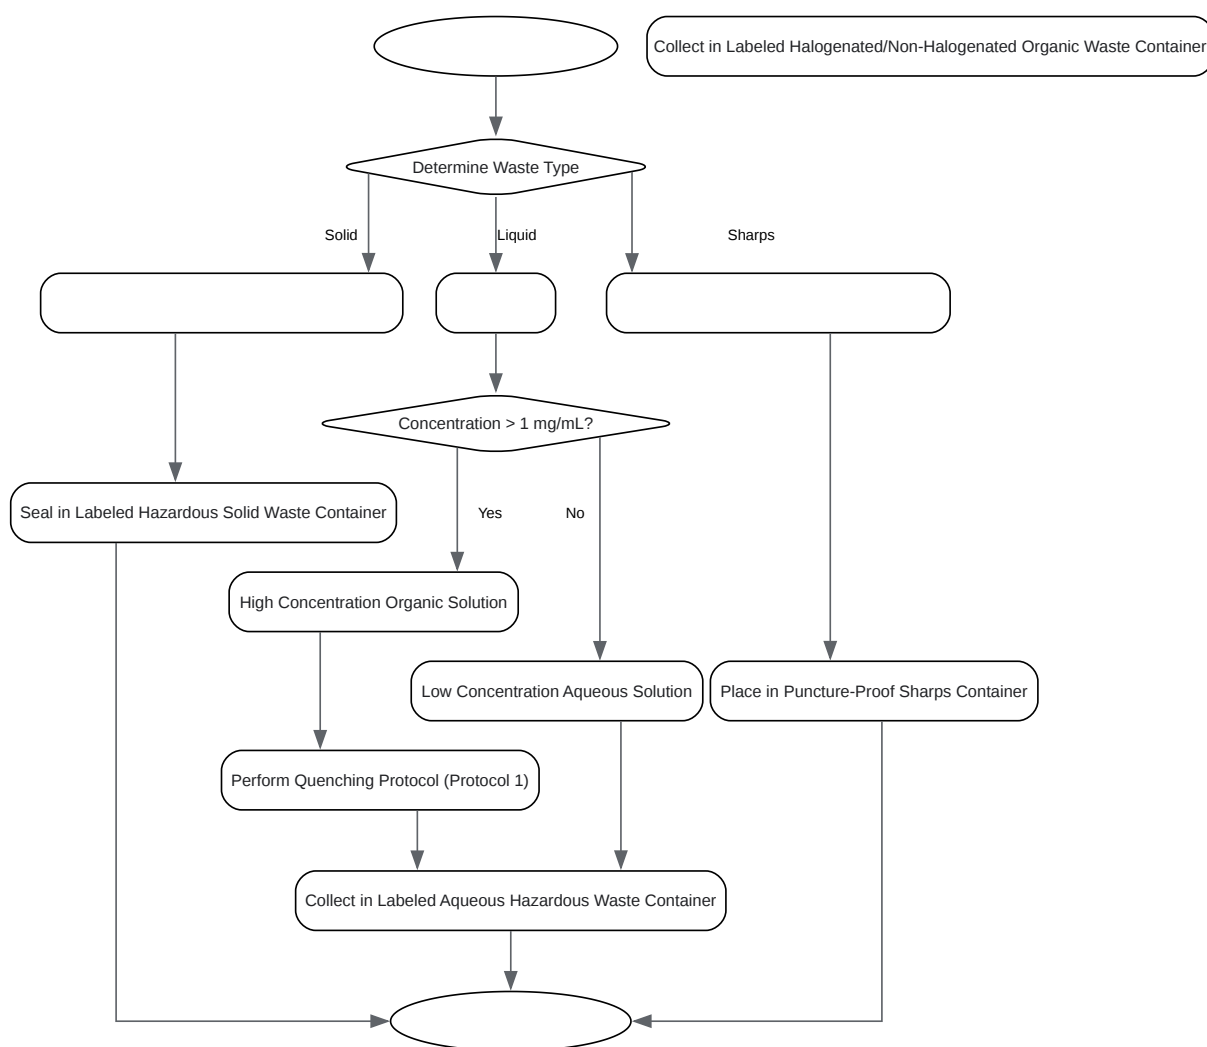 Collect in Labeled Halogenated/Non-Halogenated Organic Waste Container
Determine Waste Type
Solid
Liquid
Sharps
Concentration > 1 mg/mL?
Seal in Labeled Hazardous Solid Waste Container
Yes
No
High Concentration Organic Solution
Low Concentration Aqueous Solution
Place in Puncture-Proof Sharps Container
Perform Quenching Protocol (Protocol 1)
Collect in Labeled Aqueous Hazardous Waste Container